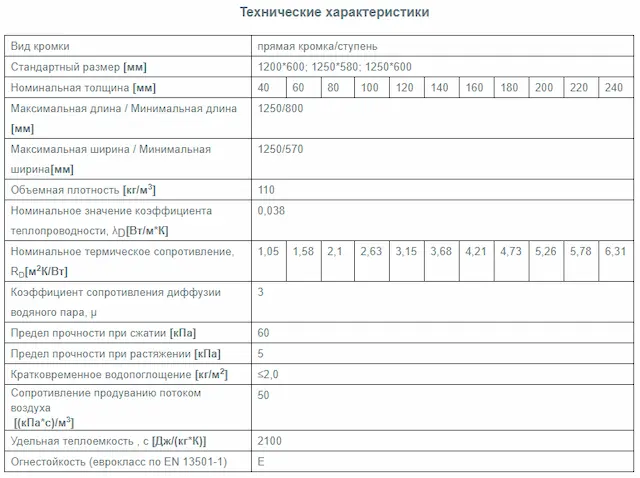 Технические характеристики
Вид кромки прямая кромка/ступень
Стандартный размер [мм] 1200*600; 1250*580; 1250*600
Номинальная толщина [мм] 40 60 80 100 120 140 160 180 200 220 240
Максимальная длина / Минимальная длина 1250/800
[мм]
Максимальная ширина / Минимальная 1250/570
ширина[мм]
Объемная плотность [кг/м³] 110
Номинальное значение коэффициента 0,038
теплопроводности, λD[Вт/м*К]
Номинальное термическое сопротивление, 1,05 1,58 2,1 2,63 3,15 3,68 4,21 4,73 5,26 5,78 6,31
RD[м²К/Вт]
Коэффициент сопротивления диффузии 3
водяного пара, μ
Предел прочности при сжатии [кПа] 60
Предел прочности при растяжении [кПа] 5
Кратковременное водопоглощение [кг/м²] ≤2,0
Сопротивление продуванию потоком 50
воздуха
[(кПа*с)/м³]
Удельная теплоемкость , с [Дж/(кг*К)] 2100
Огнестойкость (еврокласс по EN 13501-1) E